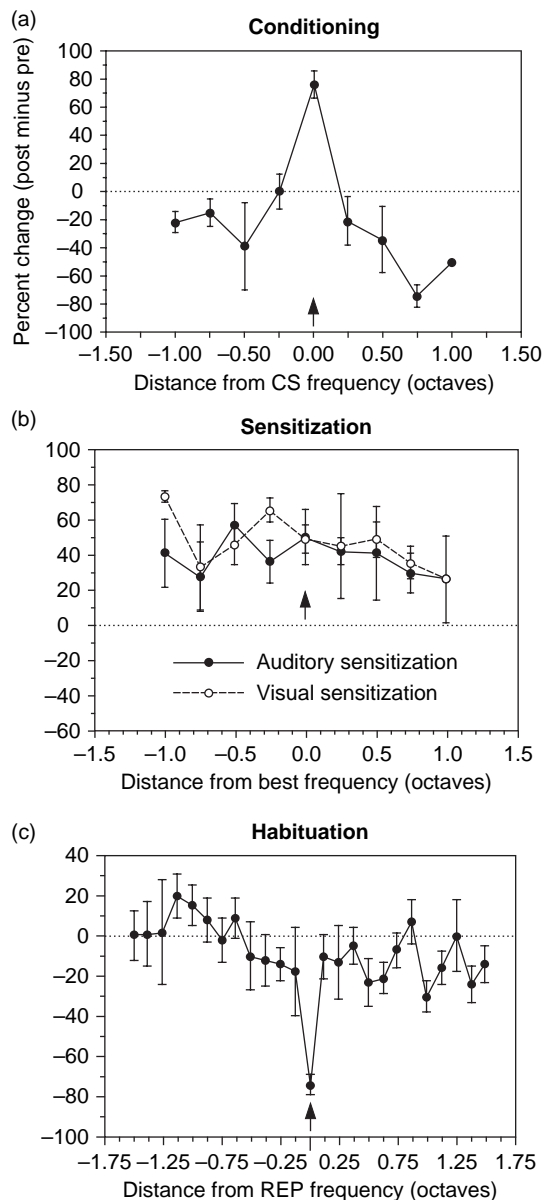 (a)
Conditioning
Percent change (post minus pre)
100
80
60
40
20
0
−20
−40
−60
−80
−100
−1.50 −1.00 −0.50 0.00 0.50 1.00 1.50
Distance from CS frequency (octaves)
(b)
Sensitization
100
80
60
40
20
0
−20
−40
−60
Auditory sensitization
Visual sensitization
−1.5 −1.0 −0.5 0.0 0.5 1.0 1.5
Distance from best frequency (octaves)
(c)
Habituation
40
20
0
−20
−40
−60
−80
−100
−1.75 −1.25 −0.75 −0.25 0.25 0.75 1.25 1.75
Distance from REP frequency (octaves)